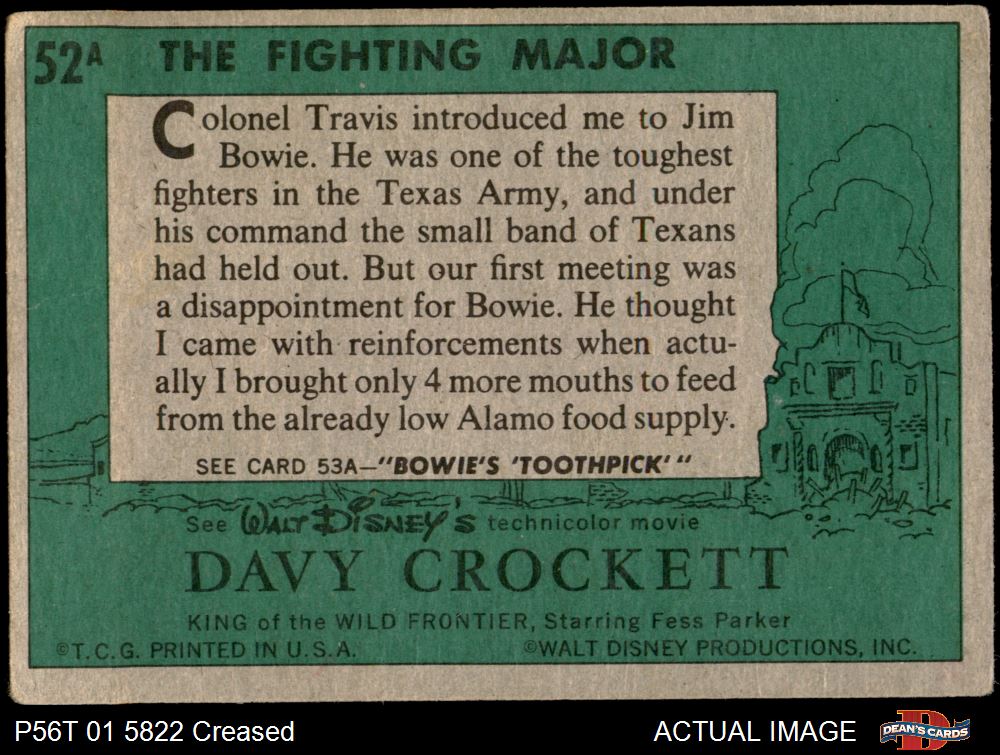 52A THE FIGHTING MAJOR
Colonel Travis introduced me to Jim
Bowie. He was one of the toughest
fighters in the Texas Army, and under
his command the small band of Texans
had held out. But our first meeting was
a disappointment for Bowie. He thought
I came with reinforcements when actu-
ally I brought only 4 more mouths to feed
from the already low Alamo food supply.
SEE CARD 53A—"BOWIE'S 'TOOTHPICK' "
See WALT DISNEY'S technicolor movie
DAVY CROCKETT
KING of the WILD FRONTIER, Starring Fess Parker
©T.C.G. PRINTED IN U.S.A. ©WALT DISNEY PRODUCTIONS, INC.
P56T 01 5822 Creased ACTUAL IMAGE D DEAN'S CARDS